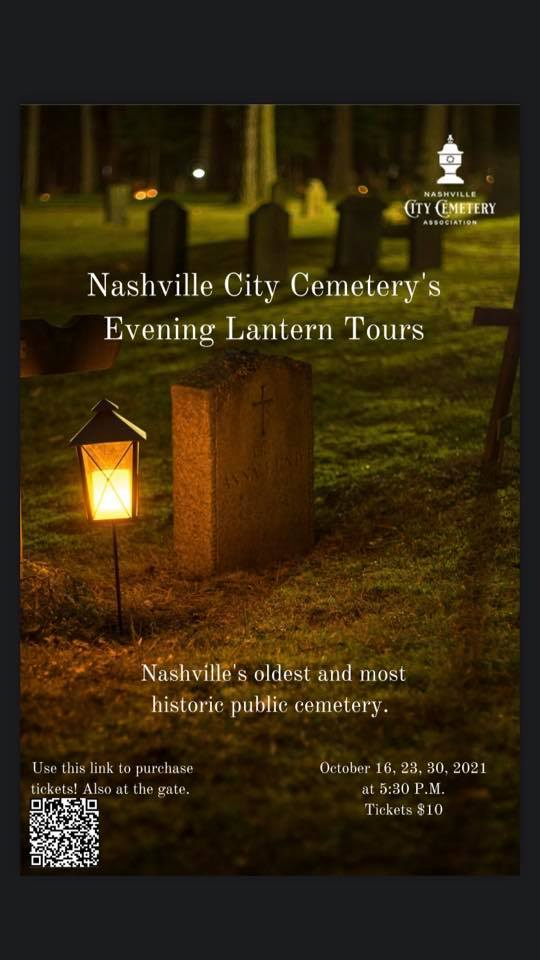 NASHVILLE
CITY CEMETERY
ASSOCIATION
Nashville City Cemetery's
Evening Lantern Tours
Nashville's oldest and most
historic public cemetery.
Use this link to purchase
tickets! Also at the gate.
October 16, 23, 30, 2021
at 5:30 P.M.
Tickets $10